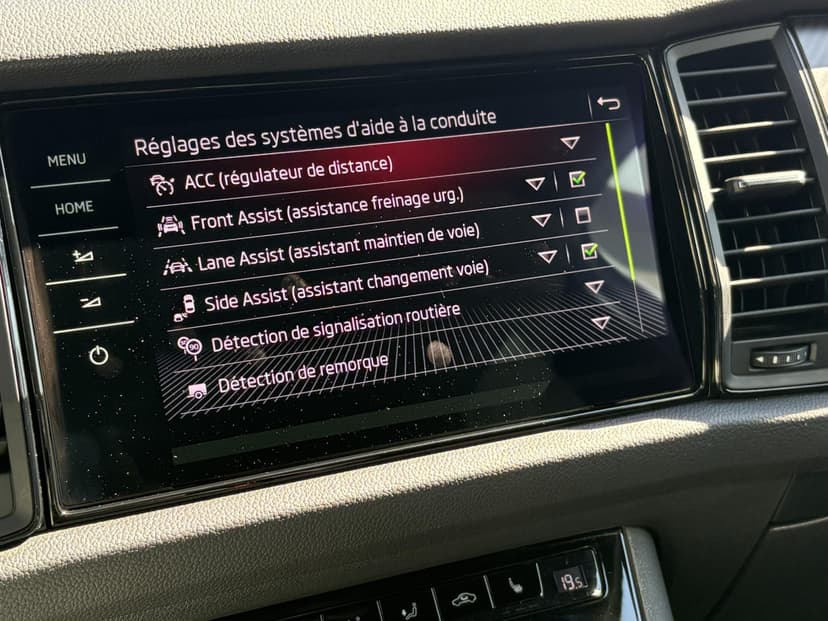 Réglages des systèmes d'aide à la conduite
MENU
HOME
ACC (régulateur de distance)
Front Assist (assistance freinage urg.)
Lane Assist (assistant maintien de voie)
Side Assist (assistant changement voie)
90
Détection de signalisation routière
Détection de remorque
19.5